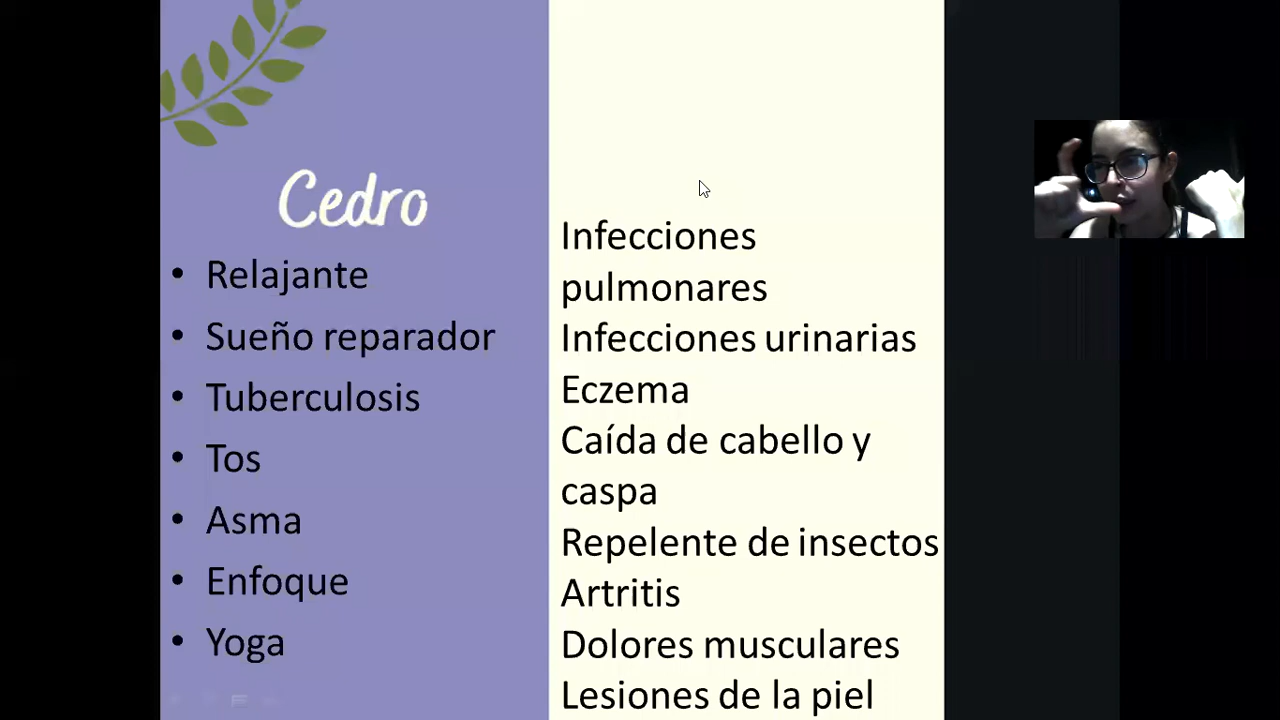 Cedro
• Relajante
• Sueño reparador
• Tuberculosis
• Tos
• Asma
• Enfoque
• Yoga
Infecciones
pulmonares
Infecciones urinarias
Eczema
Caída de cabello y
caspa
Repelente de insectos
Artritis
Dolores musculares
Lesiones de la piel